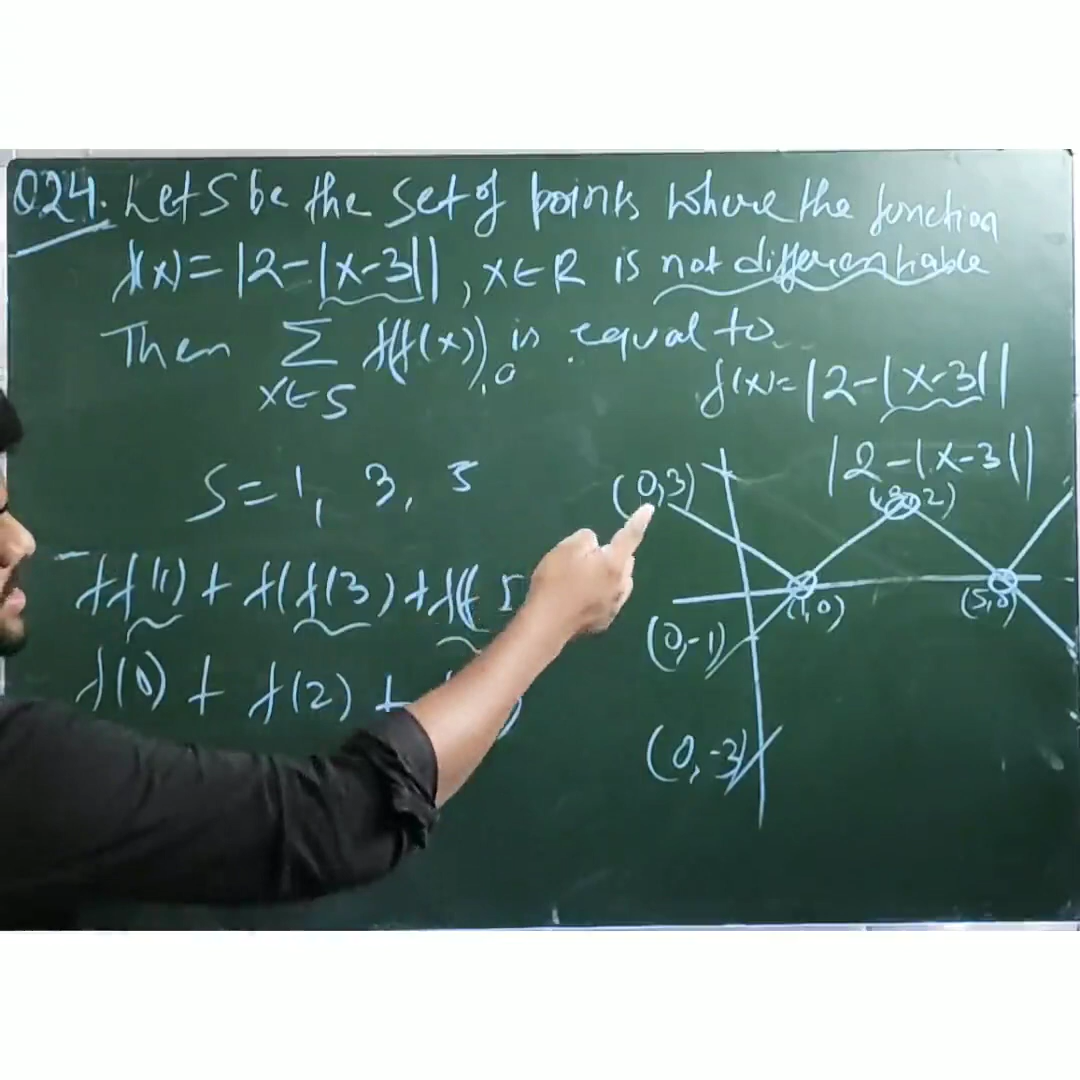 Q24. Let S be the set of points where the function
f(x) = |2-|x-3||, x∈R is not differentiable
Then Σ f(f(x)) is equal to
x∈S
f(x) = |2-|x-3||
|2-|x-3||
S = 1, 3, 5
(0,3)
(1,0)
(5,0)
(0,-1)
(0,-3)
ff(1) + f(f(3) + f(f 5
f(0) + f(2) +